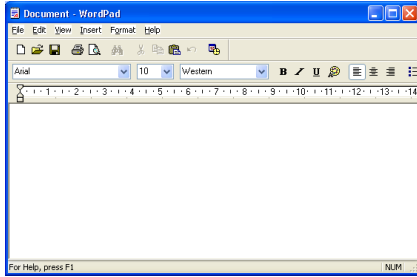 Document - WordPad
File Edit View Insert Format Help
Arial 10 Western B I U
1 2 3 4 5 6 7 8 9 10 11 12 13 14
For Help, press F1 NUM